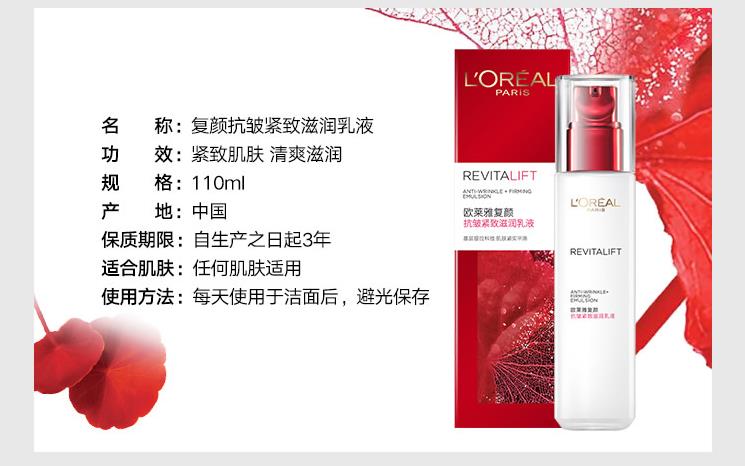 名 称：复颜抗皱紧致滋润乳液
功 效：紧致肌肤 清爽滋润
规 格：110ml
产 地：中国
保质期限：自生产之日起3年
适合肌肤：任何肌肤适用
使用方法：每天使用于洁面后，避光保存
L'ORÉAL
PARIS
REVITALIFT
ANTI-WRINKLE + FIRMING
EMULSION
欧莱雅复颜
抗皱紧致滋润乳液
L'ORÉAL
PARIS
REVITALIFT
ANTI-WRINKLE+
FIRMING
EMULSION
欧莱雅复颜
抗皱紧致滋润乳液